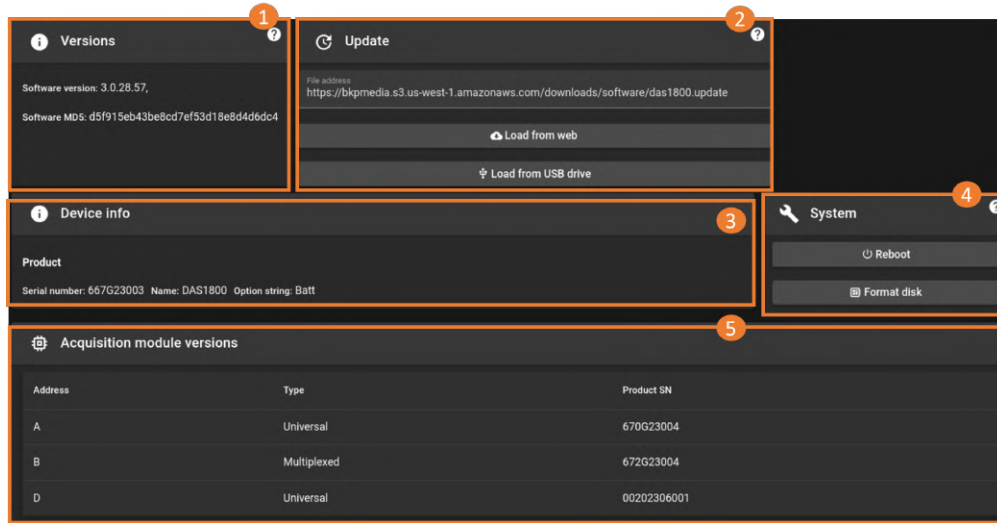 1
Versions
?
Software version: 3.0.28.57,
Software MD5: d5f915eb43be8cd7ef53d18e8d4d6dc4
2
Update
?
File address
https://bkpmedia.s3.us-west-1.amazonaws.com/downloads/software/das1800.update
Load from web
Load from USB drive
Device info
3
Product
Serial number: 667G23003 Name: DAS1800 Option string: Batt
4
System
?
Reboot
Format disk
5
Acquisition module versions
Address Type Product SN
A Universal 670G23004
B Multiplexed 672G23004
D Universal 00202306001